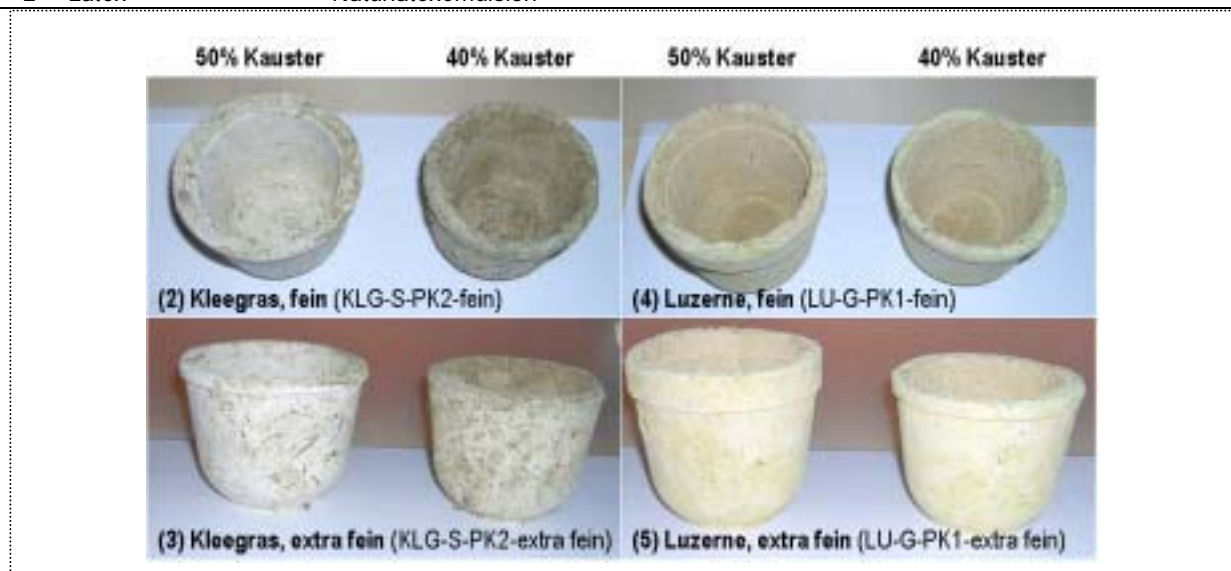 50% Kauster 40% Kauster 50% Kauster 40% Kauster
(2) Kleegras, fein (KLG-S-PK2-fein) (4) Luzerne, fein (LU-G-PK1-fein)
(3) Kleegras, extra fein (KLG-S-PK2-extra fein) (5) Luzerne, extra fein (LU-G-PK1-extra fein)